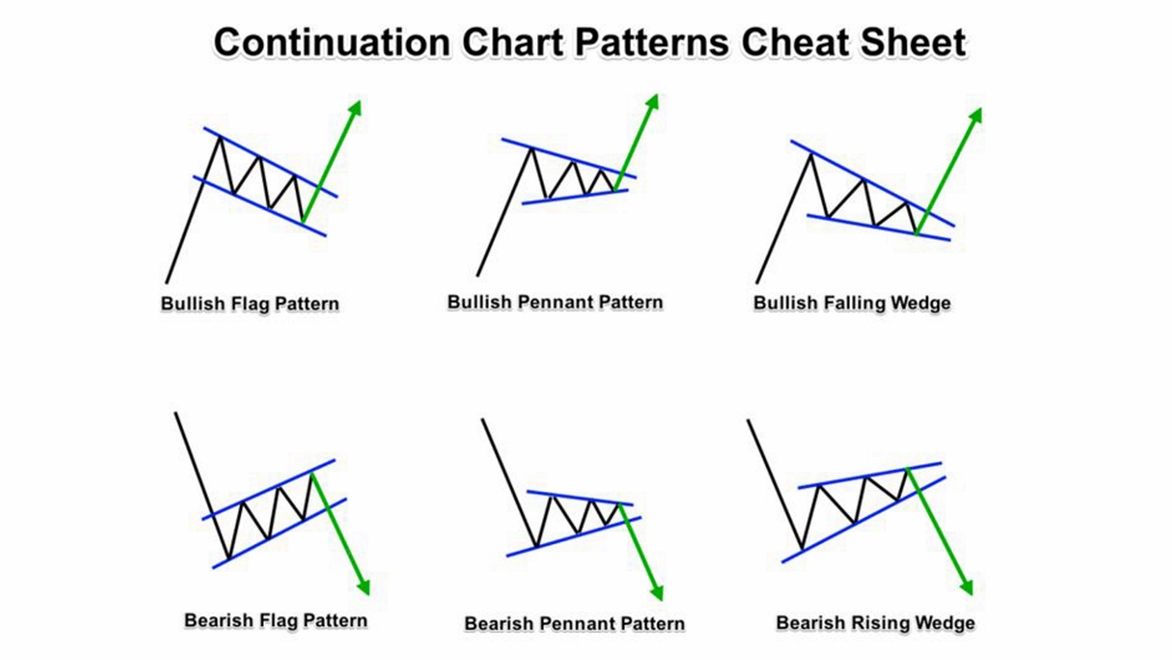 Continuation Chart Patterns Cheat Sheet
Bullish Flag Pattern
Bullish Pennant Pattern
Bullish Falling Wedge
Bearish Flag Pattern
Bearish Pennant Pattern
Bearish Rising Wedge